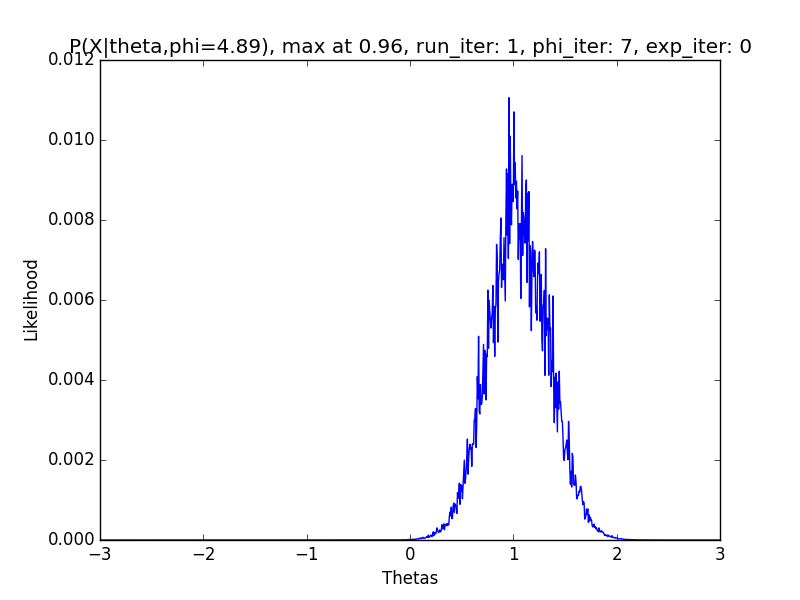 P(X|theta,phi=4.89), max at 0.96, run_iter: 1, phi_iter: 7, exp_iter: 0
0.012
0.010
0.008
0.006
0.004
0.002
0.000
Likelihood
−3 −2 −1 0 1 2 3
Thetas